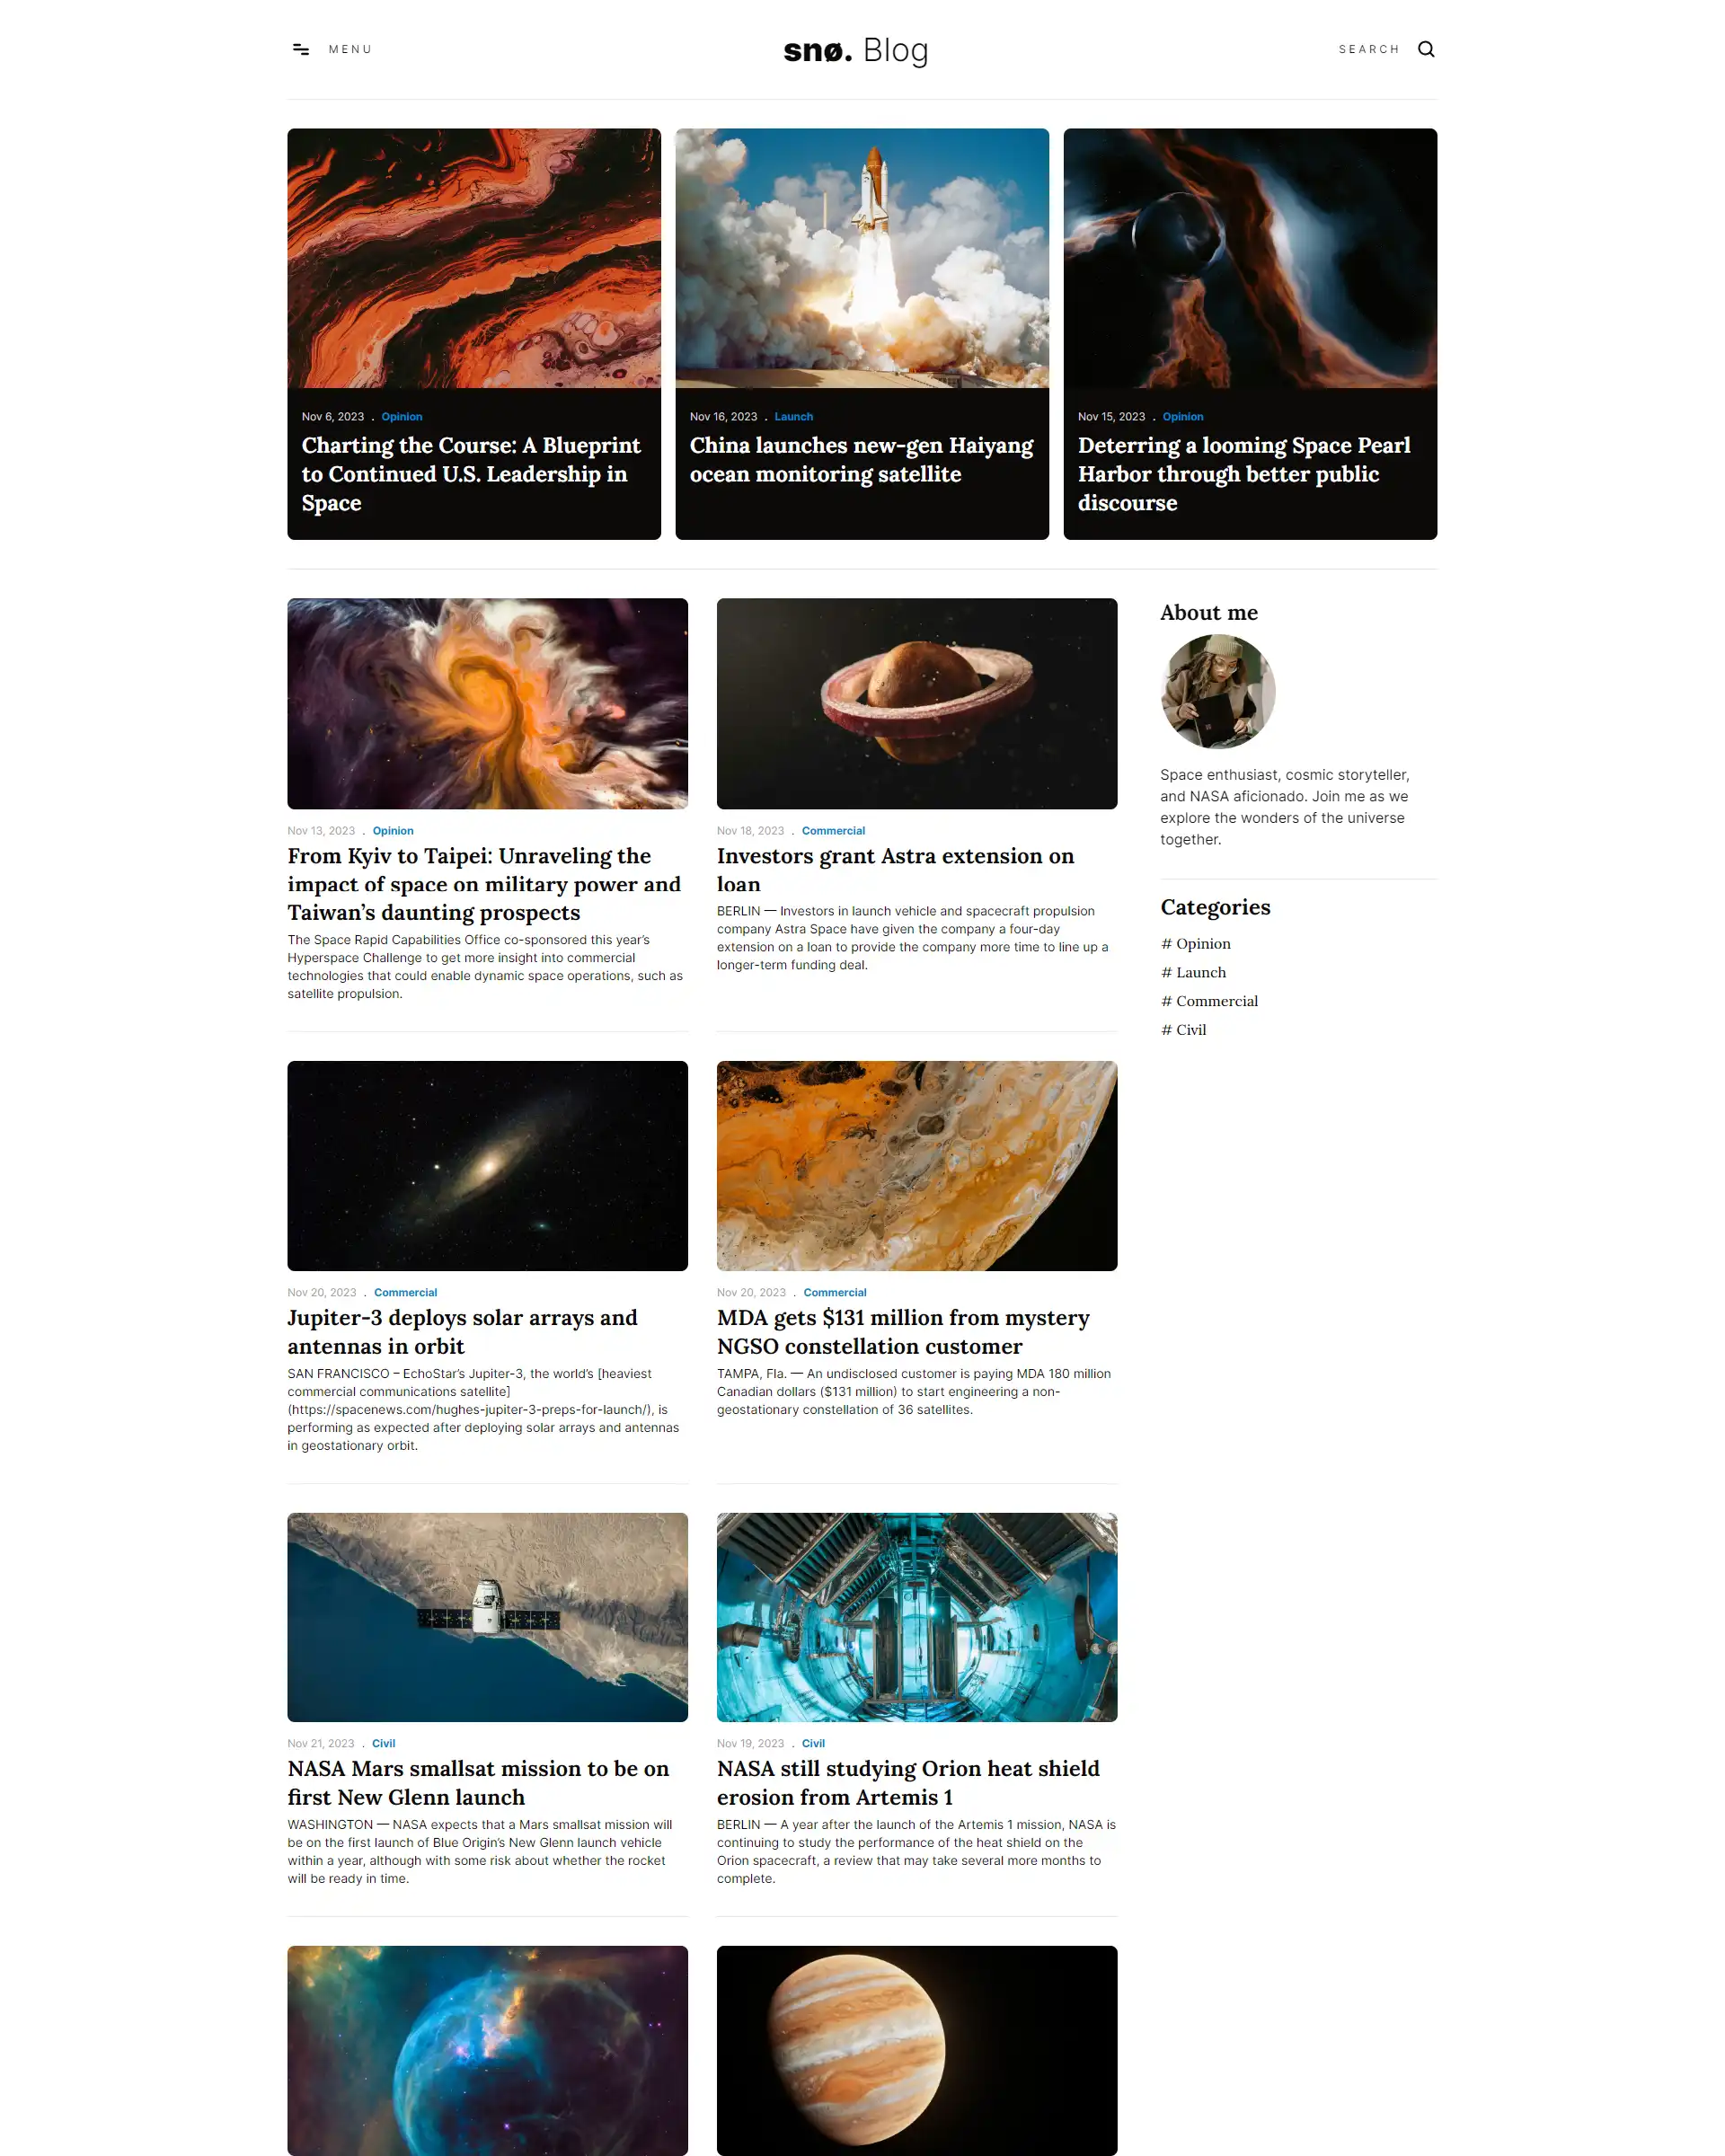 MENU
snø. Blog
SEARCH
Nov 6, 2023 . Opinion
Charting the Course: A Blueprint
to Continued U.S. Leadership in
Space
Nov 16, 2023 . Launch
China launches new-gen Haiyang
ocean monitoring satellite
Nov 15, 2023 . Opinion
Deterring a looming Space Pearl
Harbor through better public
discourse
Nov 13, 2023 . Opinion
From Kyiv to Taipei: Unraveling the
impact of space on military power and
Taiwan’s daunting prospects
The Space Rapid Capabilities Office co-sponsored this year’s
Hyperspace Challenge to get more insight into commercial
technologies that could enable dynamic space operations, such as
satellite propulsion.
Nov 18, 2023 . Commercial
Investors grant Astra extension on
loan
BERLIN — Investors in launch vehicle and spacecraft propulsion
company Astra Space have given the company a four-day
extension on a loan to provide the company more time to line up a
longer-term funding deal.
About me
Space enthusiast, cosmic storyteller,
and NASA aficionado. Join me as we
explore the wonders of the universe
together.
Categories
# Opinion
# Launch
# Commercial
# Civil
Nov 20, 2023 . Commercial
Jupiter-3 deploys solar arrays and
antennas in orbit
SAN FRANCISCO – EchoStar’s Jupiter-3, the world’s [heaviest
commercial communications satellite]
(https://spacenews.com/hughes-jupiter-3-preps-for-launch/), is
performing as expected after deploying solar arrays and antennas
in geostationary orbit.
Nov 20, 2023 . Commercial
MDA gets $131 million from mystery
NGSO constellation customer
TAMPA, Fla. — An undisclosed customer is paying MDA 180 million
Canadian dollars ($131 million) to start engineering a non-
geostationary constellation of 36 satellites.
Nov 21, 2023 . Civil
NASA Mars smallsat mission to be on
first New Glenn launch
WASHINGTON — NASA expects that a Mars smallsat mission will
be on the first launch of Blue Origin’s New Glenn launch vehicle
within a year, although with some risk about whether the rocket
will be ready in time.
Nov 19, 2023 . Civil
NASA still studying Orion heat shield
erosion from Artemis 1
BERLIN — A year after the launch of the Artemis 1 mission, NASA is
continuing to study the performance of the heat shield on the
Orion spacecraft, a review that may take several more months to
complete.